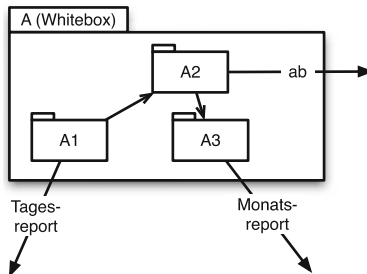 A (Whitebox)
A2
ab
A1
A3
Tages-
report
Monats-
report